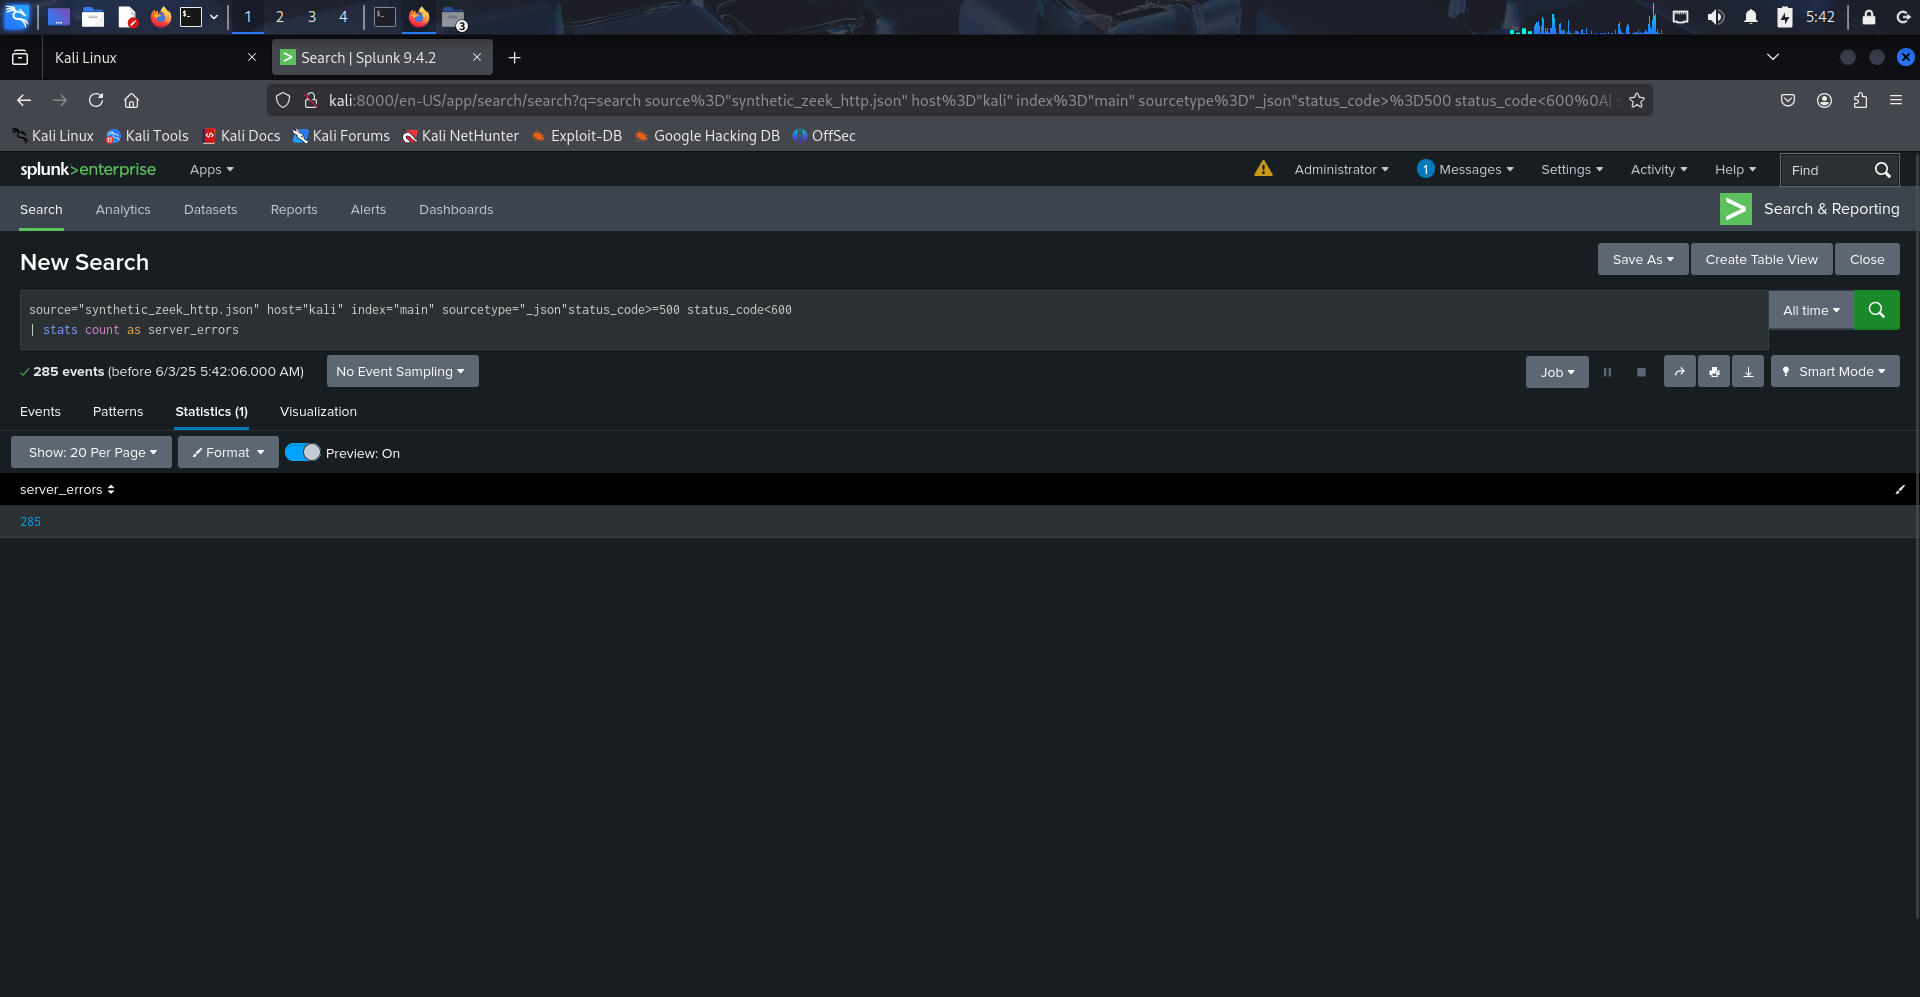 1 2 3 4
3
5:42
Kali Linux
Search | Splunk 9.4.2
kali:8000/en-US/app/search/search?q=search source%3D"synthetic_zeek_http.json" host%3D"kali" index%3D"main" sourcetype%3D"_json"status_code>%3D500 status_code<600%0A|
Kali Linux Kali Tools Kali Docs Kali Forums Kali NetHunter Exploit-DB Google Hacking DB OffSec
splunk>enterprise Apps Administrator 1 Messages Settings Activity Help Find
Search Analytics Datasets Reports Alerts Dashboards Search & Reporting
New Search Save As Create Table View Close
source="synthetic_zeek_http.json" host="kali" index="main" sourcetype="_json"status_code>=500 status_code<600
| stats count as server_errors
All time
285 events (before 6/3/25 5:42:06.000 AM) No Event Sampling Job Smart Mode
Events Patterns Statistics (1) Visualization
Show: 20 Per Page Format Preview: On
server_errors
285